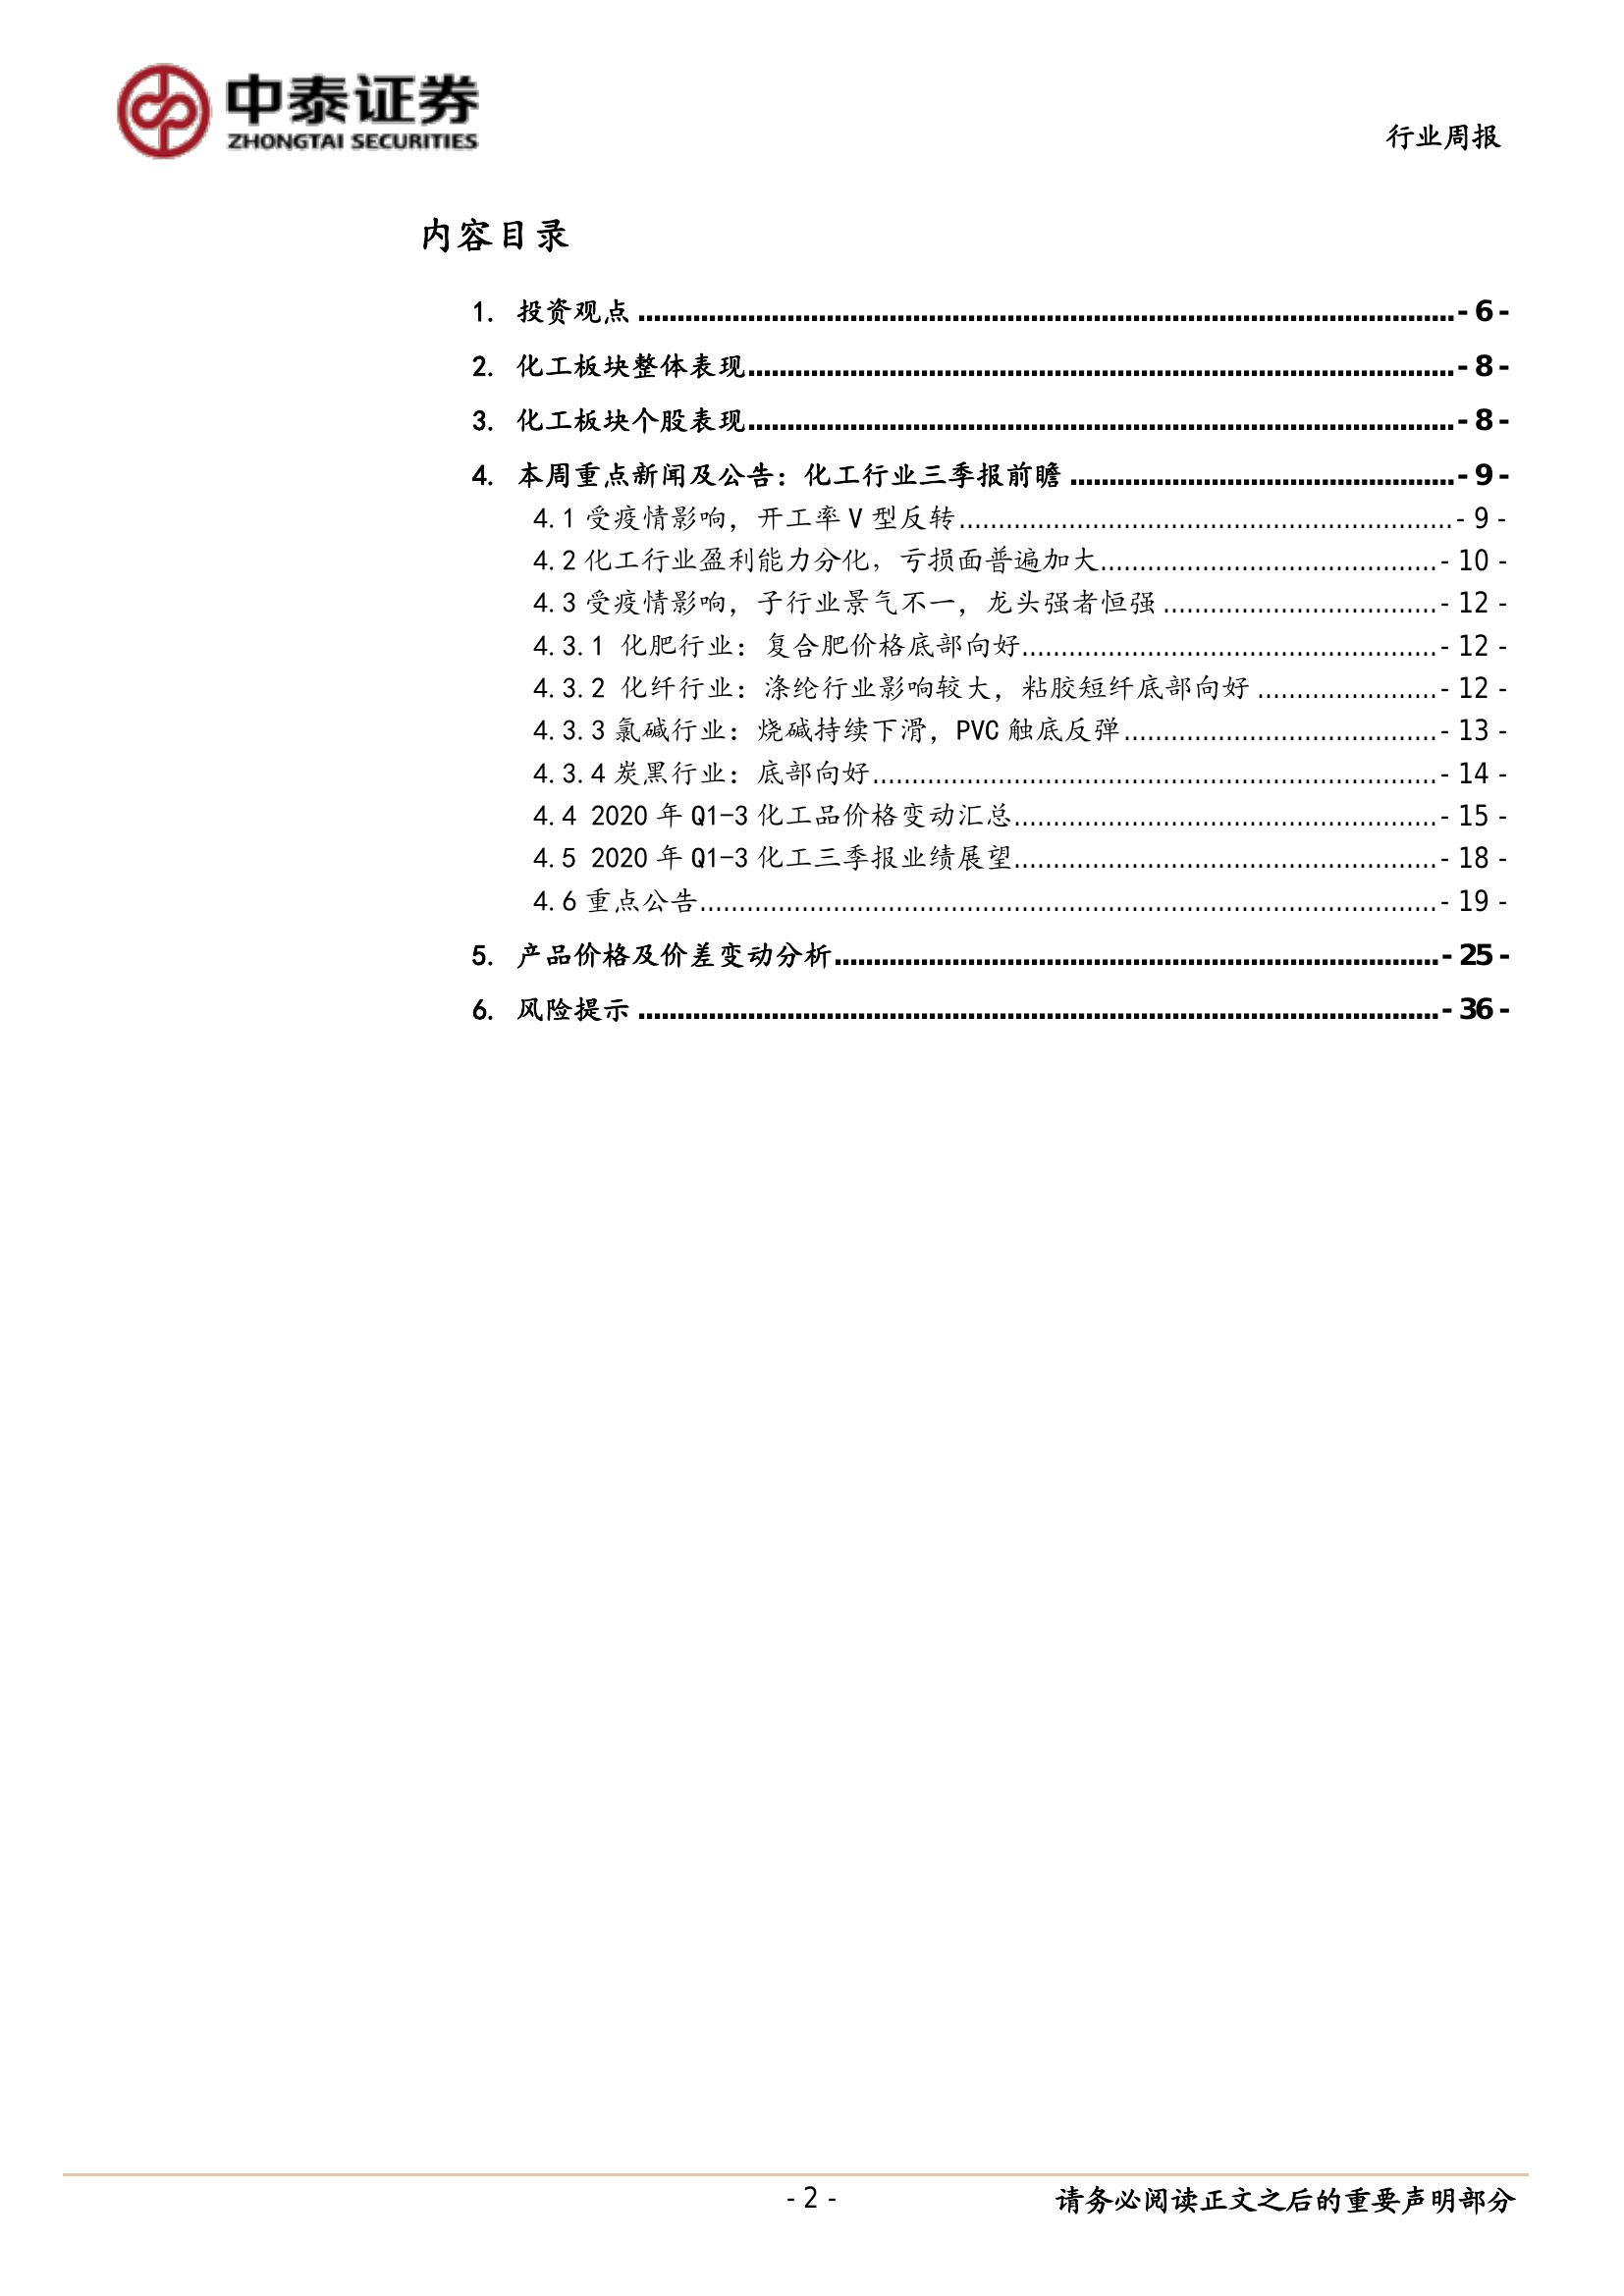 中泰证券
ZHONGTAI SECURITIES
行业周报
内容目录
1. 投资观点 ........................................ - 6 -
2. 化工板块整体表现 ........................................ - 8 -
3. 化工板块个股表现 ........................................ - 8 -
4. 本周重点新闻及公告：化工行业三季报前瞻 ........................................ - 9 -
4.1 受疫情影响，开工率 V 型反转 ........................................ - 9 -
4.2 化工行业盈利能力分化，亏损面普遍加大 ........................................ - 10 -
4.3 受疫情影响，子行业景气不一，龙头强者恒强 ........................................ - 12 -
4.3.1 化肥行业：复合肥价格底部向好 ........................................ - 12 -
4.3.2 化纤行业：涤纶行业影响较大，粘胶短纤底部向好 ........................................ - 12 -
4.3.3 氯碱行业：烧碱持续下滑，PVC 触底反弹 ........................................ - 13 -
4.3.4 炭黑行业：底部向好 ........................................ - 14 -
4.4 2020 年 Q1-3 化工品价格变动汇总 ........................................ - 15 -
4.5 2020 年 Q1-3 化工三季报业绩展望 ........................................ - 18 -
4.6 重点公告 ........................................ - 19 -
5. 产品价格及价差变动分析 ........................................ - 25 -
6. 风险提示 ........................................ - 36 -
- 2 -
请务必阅读正文之后的重要声明部分